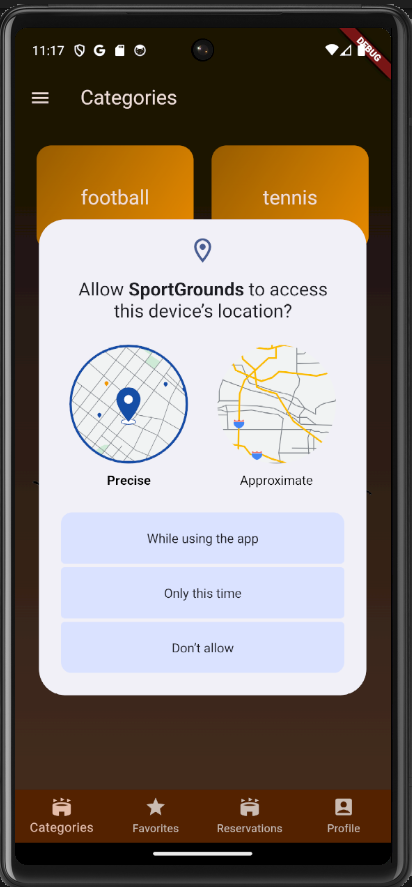 11:17
DEBUG
Categories
football
tennis
Allow SportGrounds to access
this device's location?
Precise
Approximate
While using the app
Only this time
Don't allow
Categories
Favorites
Reservations
Profile